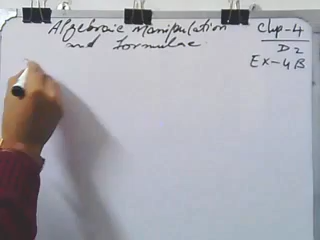 Algebraic Manipulation
and Formulae.
Chp-4
D2
EX-4B